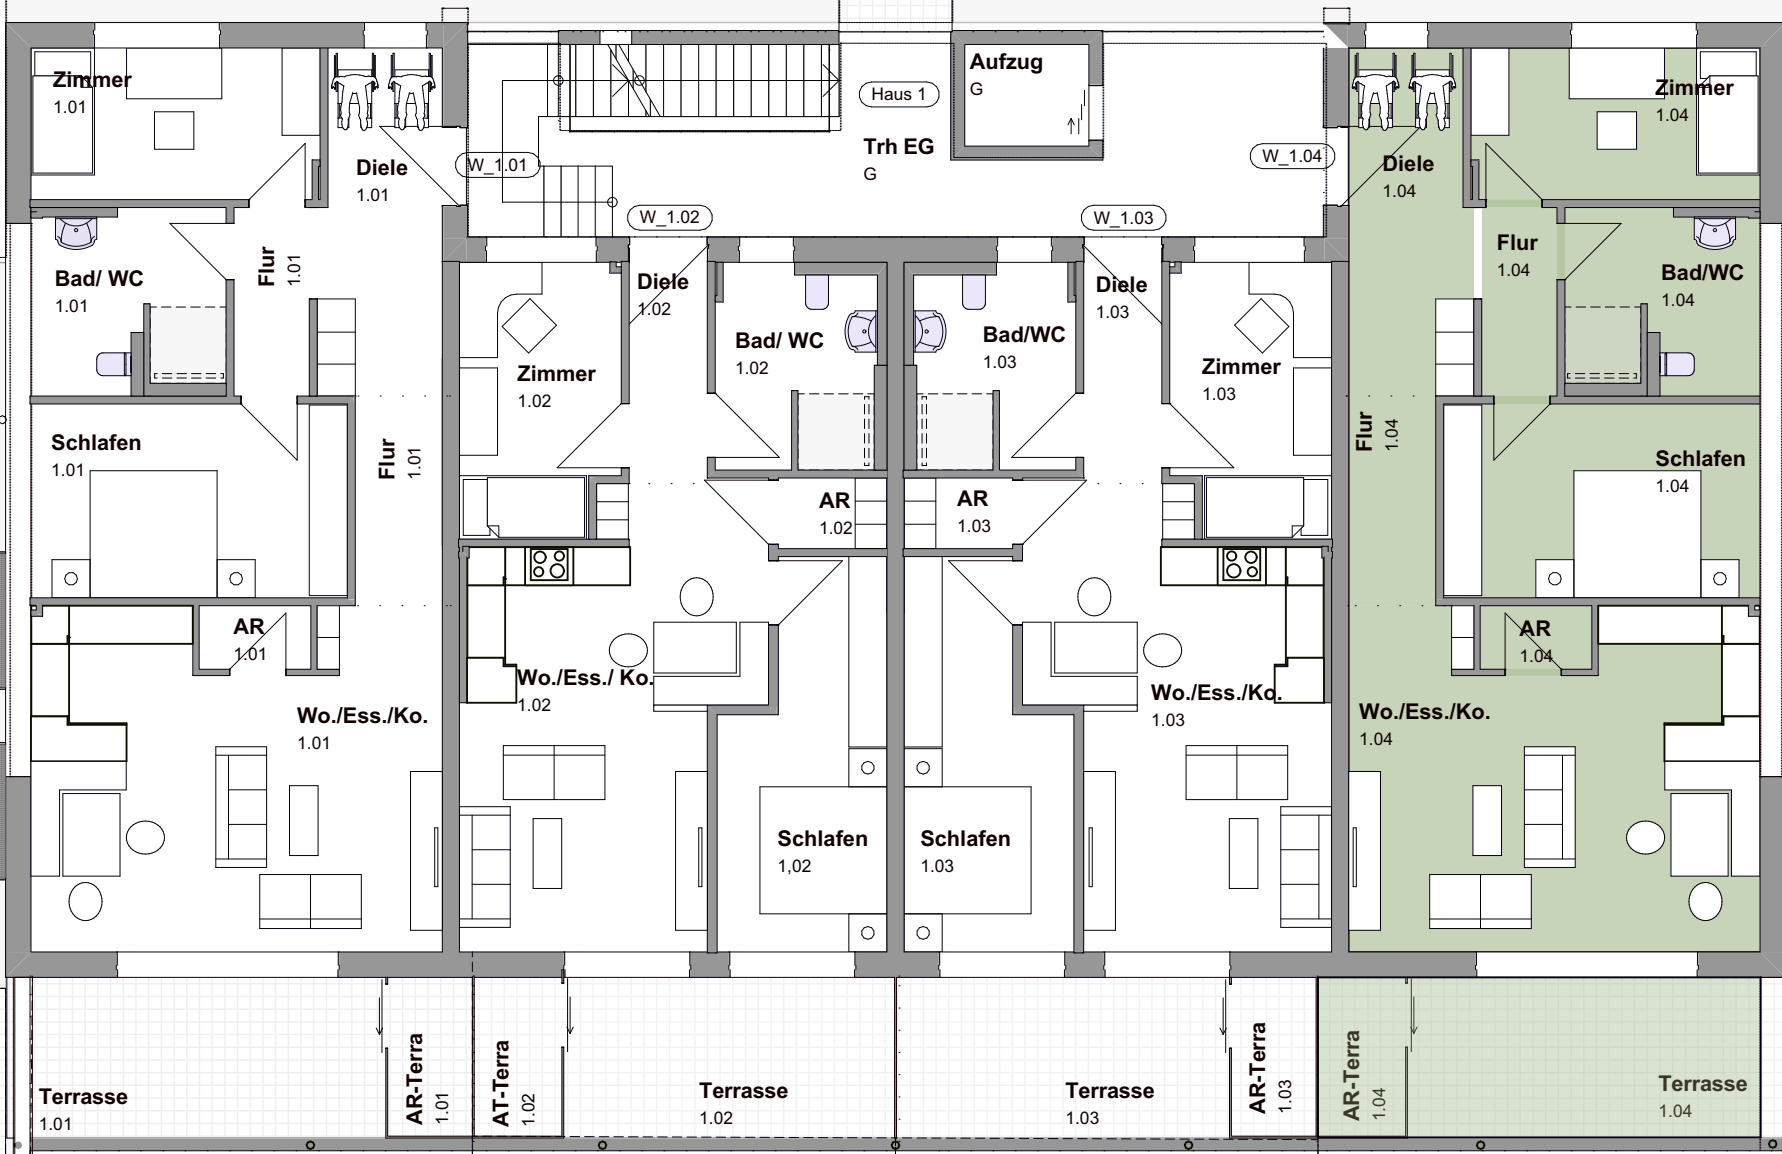 Zimmer
1.01
Diele
1.01
W_1.01
Haus 1
Aufzug
G
Trh EG
G
W_1.02
W_1.03
W_1.04
Diele
1.04
Zimmer
1.04
Bad/ WC
1.01
Flur
1.01
Diele
1.02
Bad/ WC
1.02
Zimmer
1.02
Bad/WC
1.03
Diele
1.03
Zimmer
1.03
Flur
1.04
Bad/WC
1.04
Schlafen
1.01
Flur
1.01
AR
1.02
AR
1.03
Flur
1.04
Schlafen
1.04
AR
1.01
Wo./Ess./Ko.
1.01
Wo./Ess./ Ko.
1.02
Wo./Ess./Ko.
1.03
AR
1.04
Wo./Ess./Ko.
1.04
Schlafen
1,02
Schlafen
1.03
Terrasse
1.01
AR-Terra
1.01
AT-Terra
1.02
Terrasse
1.02
Terrasse
1.03
AR-Terra
1.03
AR-Terra
1.04
Terrasse
1.04